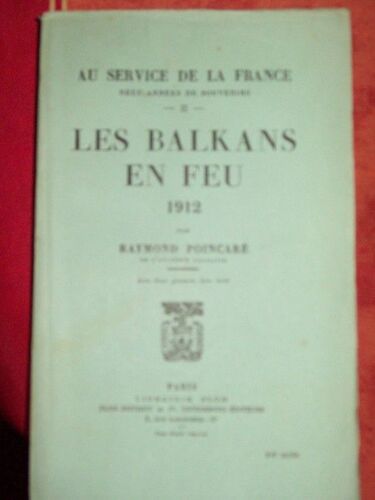 AU SERVICE DE LA FRANCE
NEUF ANNÉES DE SOUVENIRS
— II —
LES BALKANS
EN FEU
1912
PAR
RAYMOND POINCARÉ
DE L'ACADÉMIE FRANÇAISE
PARIS
LIBRAIRIE PLON